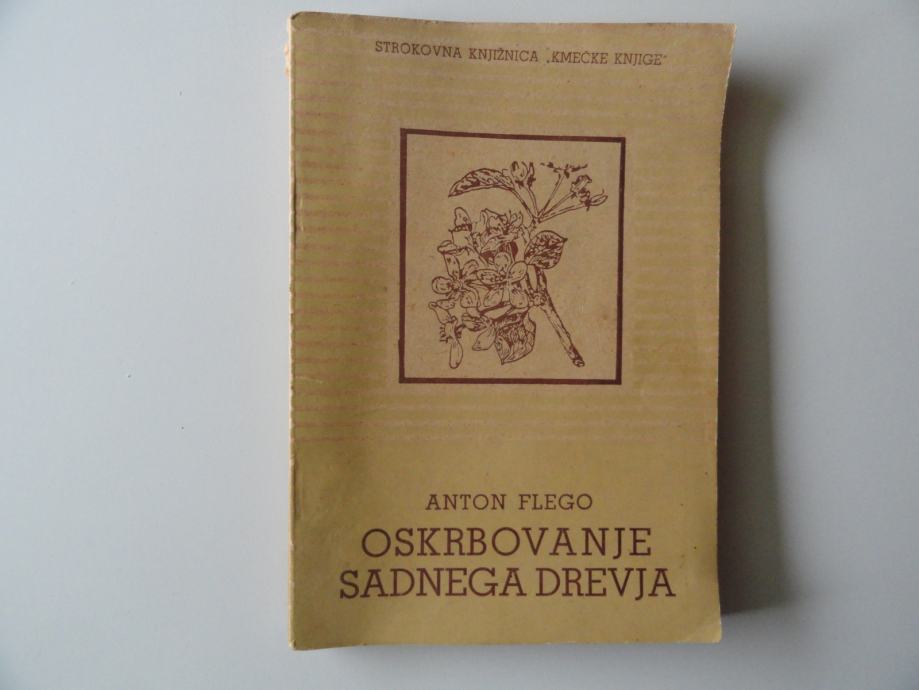 STROKOVNA KNJIŽNICA „KMEČKE KNJIGE"
ANTON FLEGO
OSKRBOVANJE
SADNEGA DREVJA